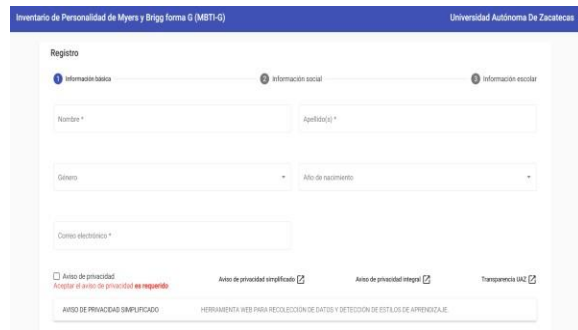 Inventario de Personalidad de Myers y Brigg forma G (MBTI-G)
Universidad Autónoma De Zacatecas
Registro
1 Información básica
2 Información social
3 Información escolar
Nombre *
Apellido(s) *
Género
Año de nacimiento
Correo electrónico *
Aviso de privacidad
Aceptar el aviso de privacidad es requerido
Aviso de privacidad simplificado
Aviso de privacidad integral
Transparencia UAZ
AVISO DE PRIVACIDAD SIMPLIFICADO
HERRAMIENTA WEB PARA RECOLECCIÓN DE DATOS Y DETECCIÓN DE ESTILOS DE APRENDIZAJE.